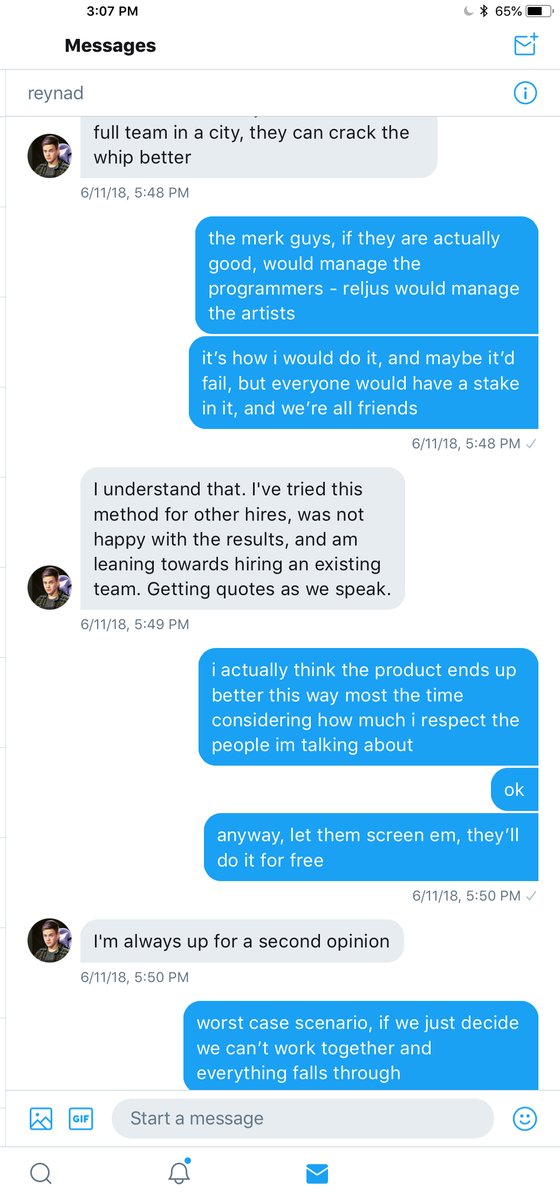 3:07 PM
65%
Messages
reynad
full team in a city, they can crack the
whip better
6/11/18, 5:48 PM
the merk guys, if they are actually
good, would manage the
programmers - reljus would manage
the artists
it's how i would do it, and maybe it'd
fail, but everyone would have a stake
in it, and we're all friends
6/11/18, 5:48 PM
I understand that. I've tried this
method for other hires, was not
happy with the results, and am
leaning towards hiring an existing
team. Getting quotes as we speak.
6/11/18, 5:49 PM
i actually think the product ends up
better this way most the time
considering how much i respect the
people im talking about
ok
anyway, let them screen em, they'll
do it for free
6/11/18, 5:50 PM
I'm always up for a second opinion
6/11/18, 5:50 PM
worst case scenario, if we just decide
we can't work together and
everything falls through
GIF
Start a message